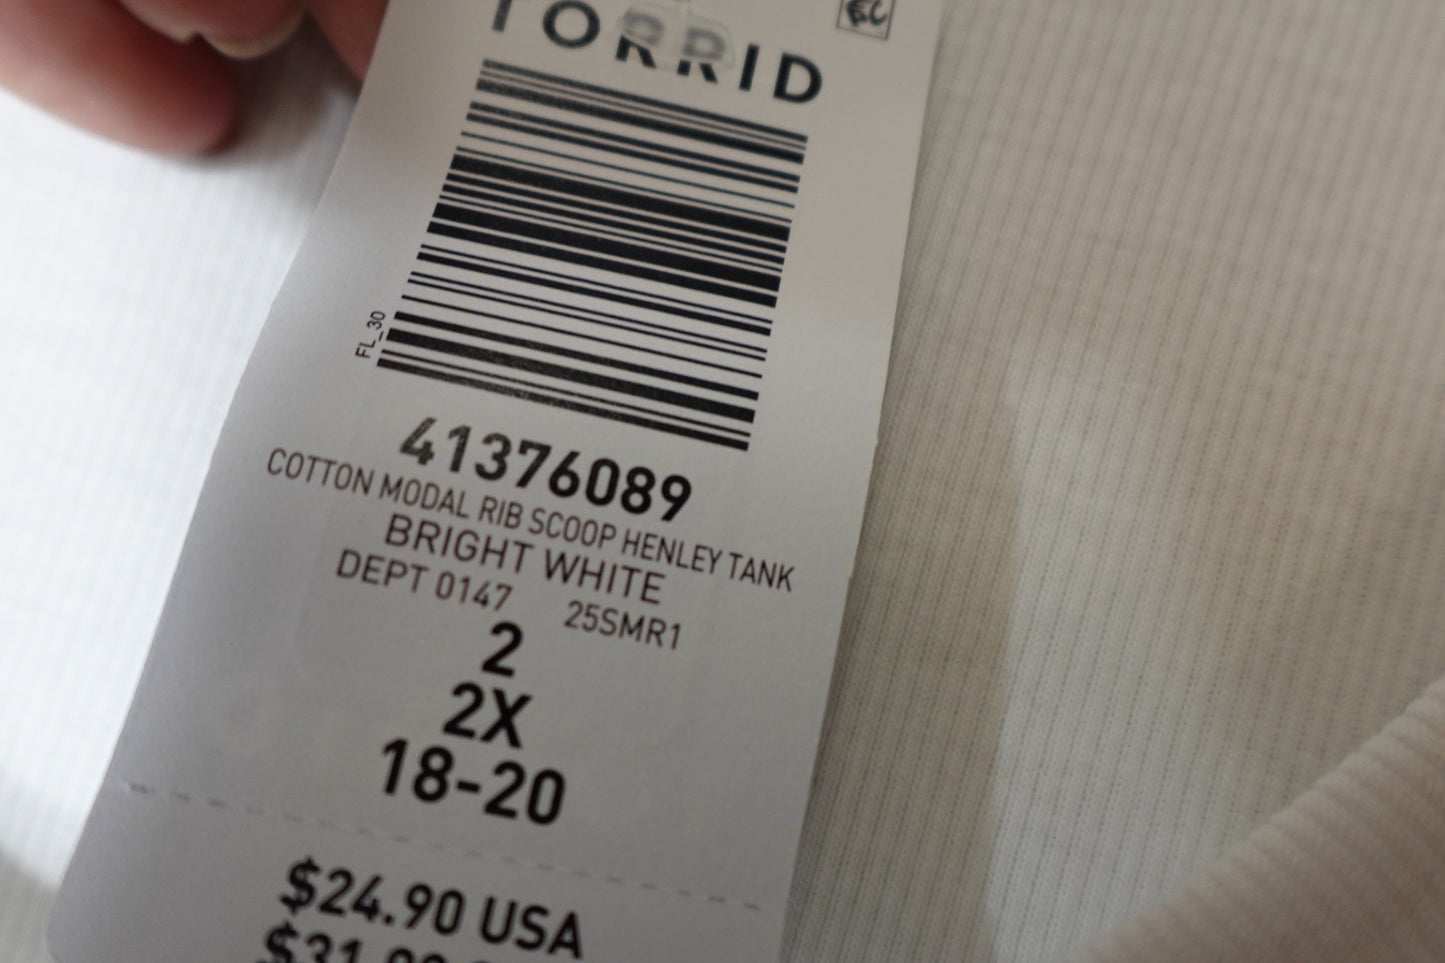 TORRID
FL_30
41376089
COTTON MODAL RIB SCOOP HENLEY TANK
BRIGHT WHITE
DEPT 0147 25SMR1
2
2X
18-20
$24.90 USA